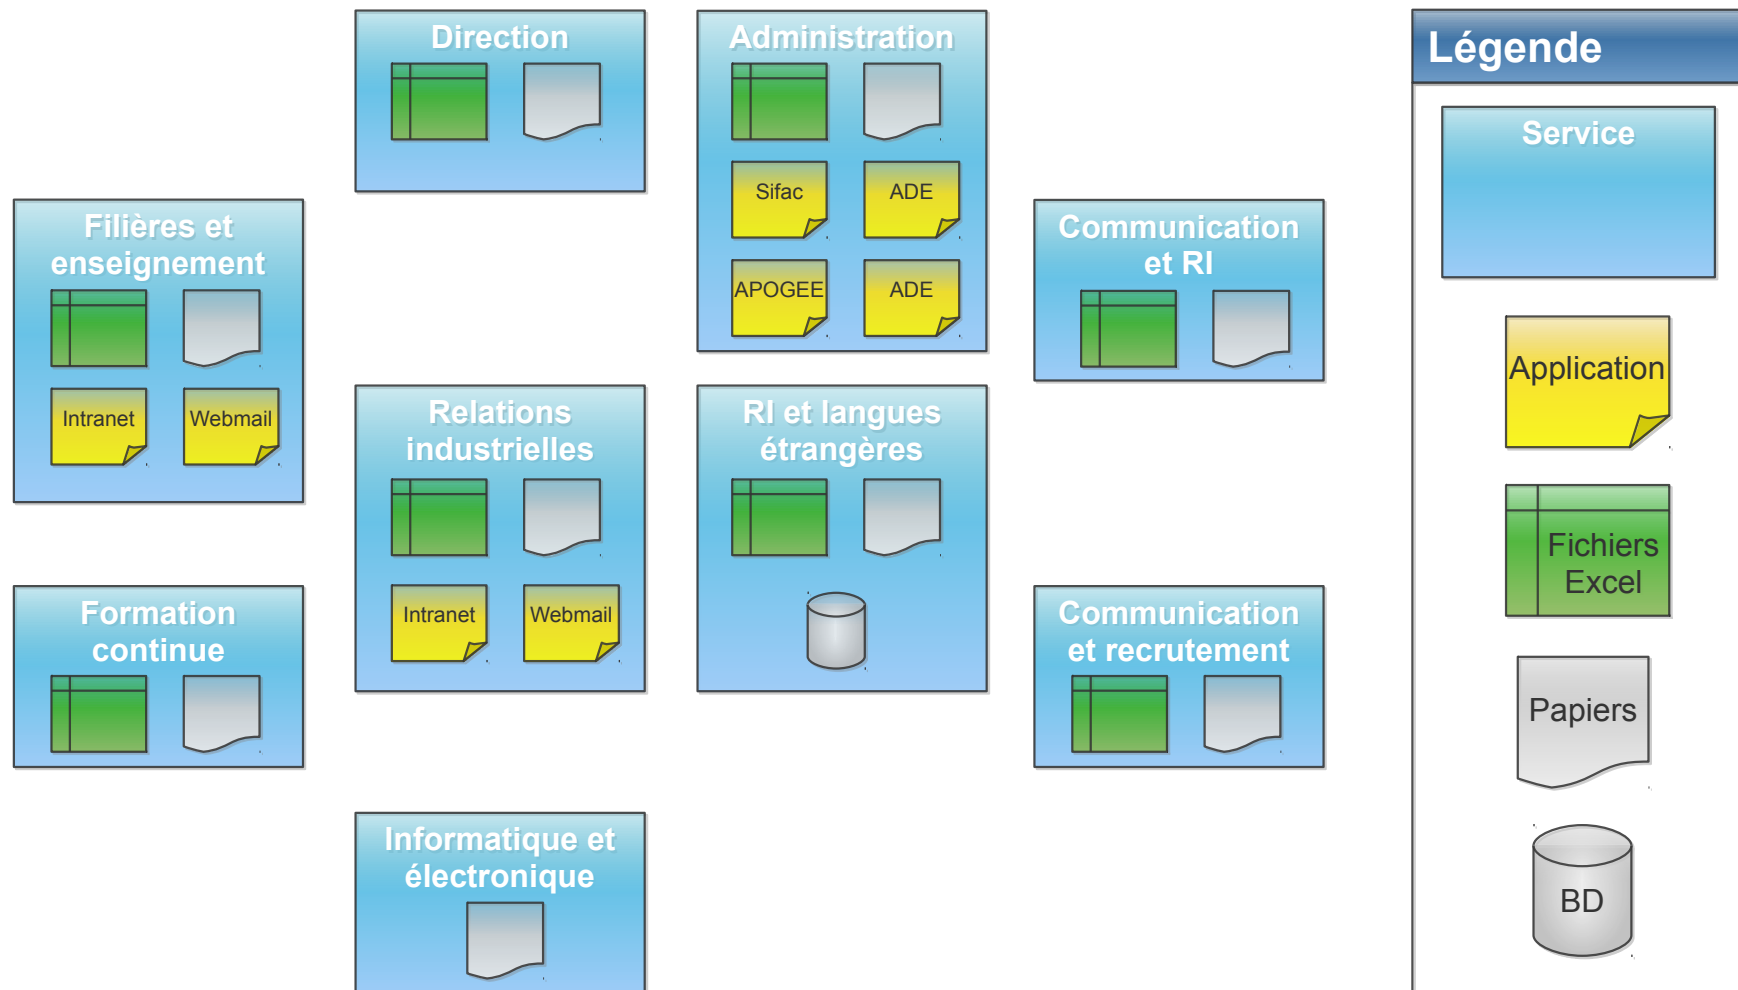 Direction
Administration
Sifac
ADE
APOGEE
ADE
Filières et
enseignement
Intranet
Webmail
Communication
et RI
Relations
industrielles
Intranet
Webmail
RI et langues
étrangères
Formation
continue
Communication
et recrutement
Informatique et
électronique
Légende
Service
Application
Fichiers
Excel
Papiers
BD